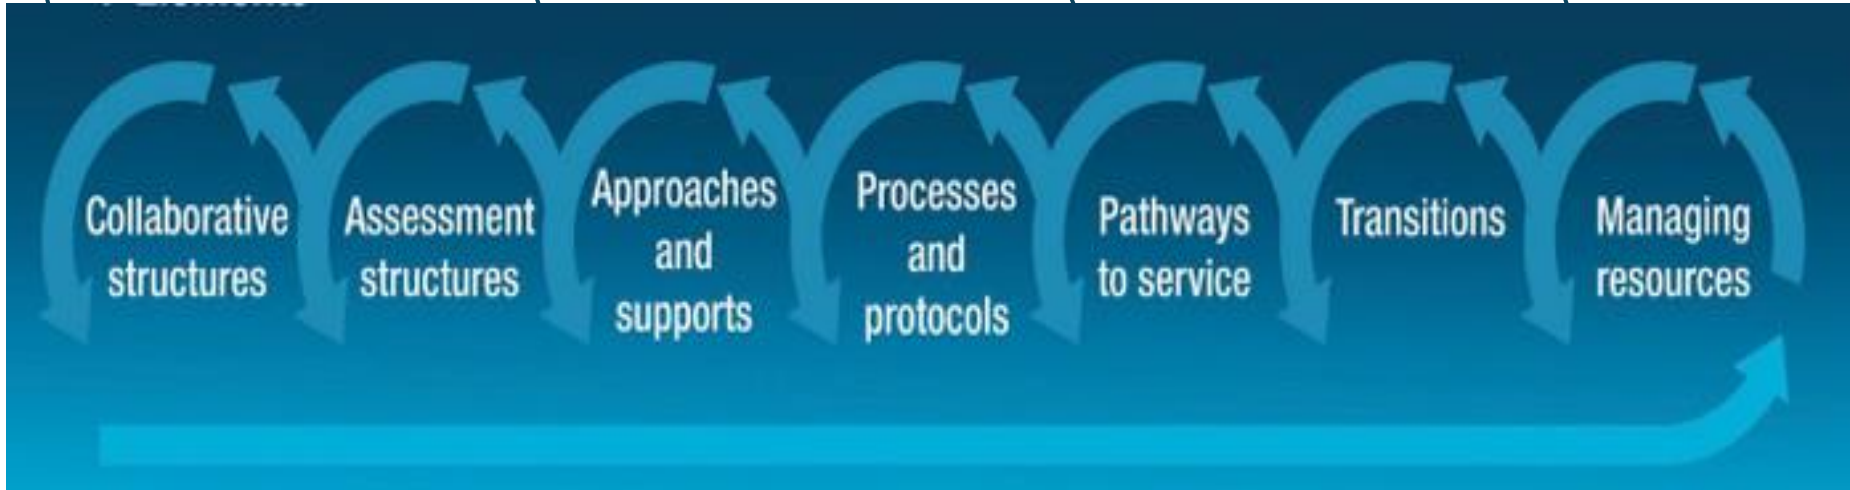 Collaborative
structures
Assessment
structures
Approaches
and
supports
Processes
and
protocols
Pathways
to service
Transitions
Managing
resources